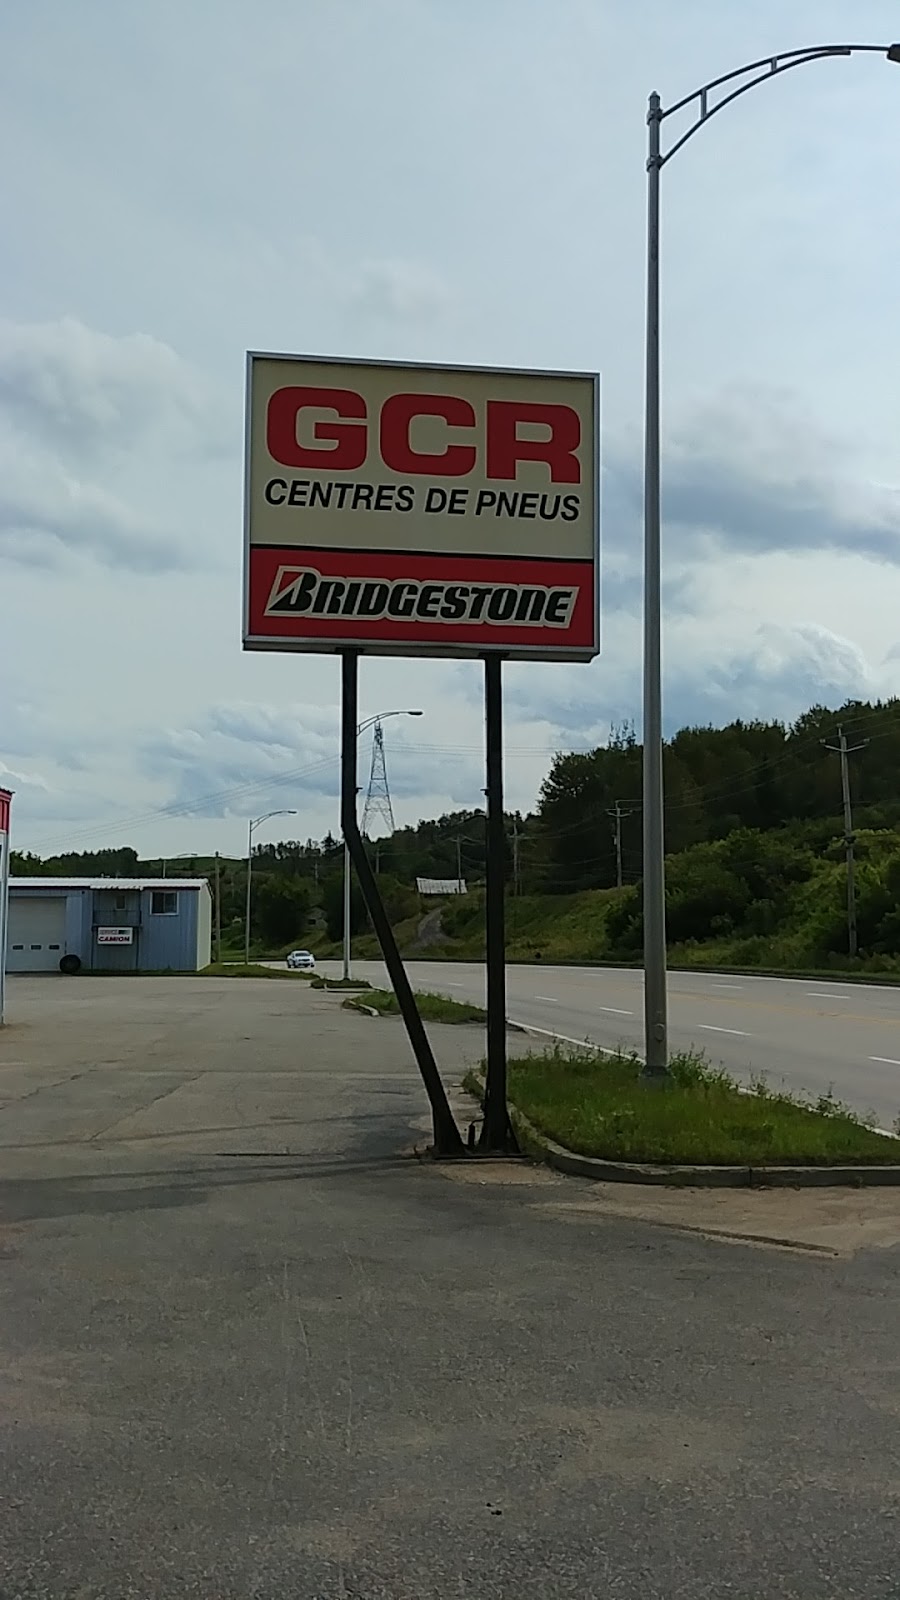 GCR
CENTRES DE PNEUS
BRIDGESTONE
CAMION